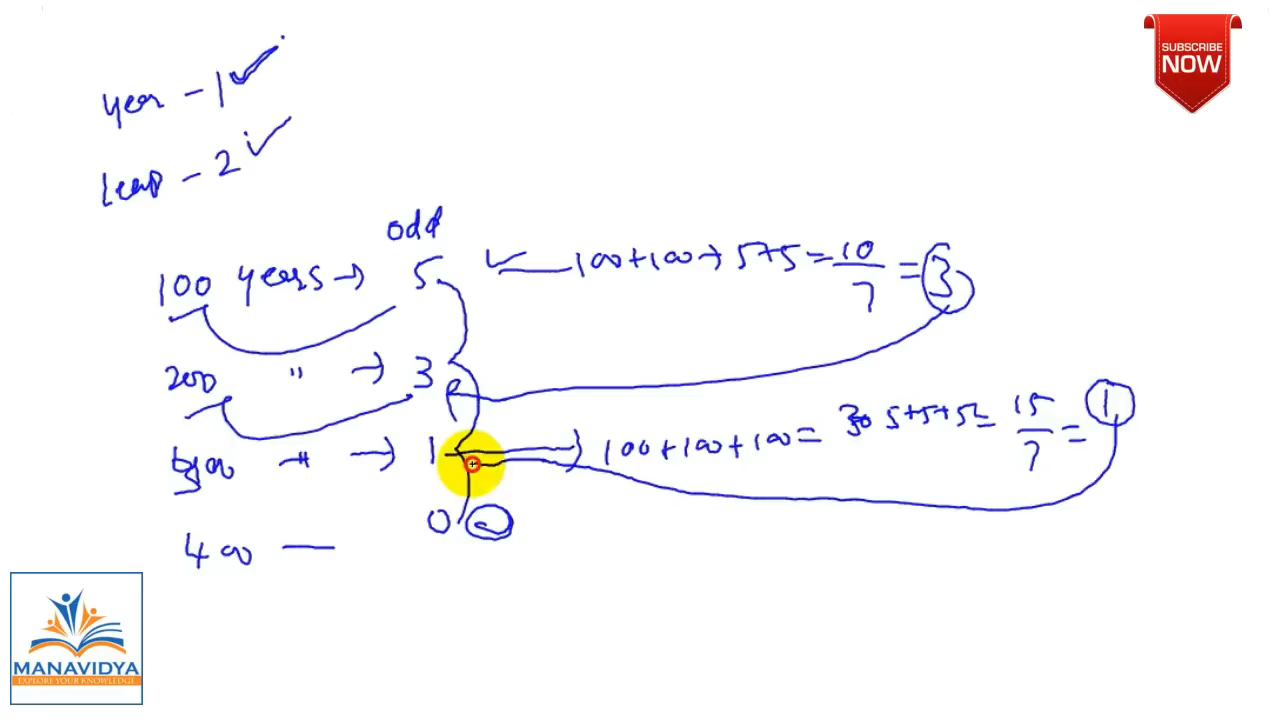 SUBSCRIBE
NOW
year - 1 ✓
leap - 2 ✓
odd
100 years → 5 ← 100+100 → 5+5 = 10/7 = 3
200 " → 3
300 " → 1 → 100+100+100 = 5+5+5 = 15/7 = 1
0
400 —
MANAVIDYA
EXPLORE YOUR KNOWLEDGE